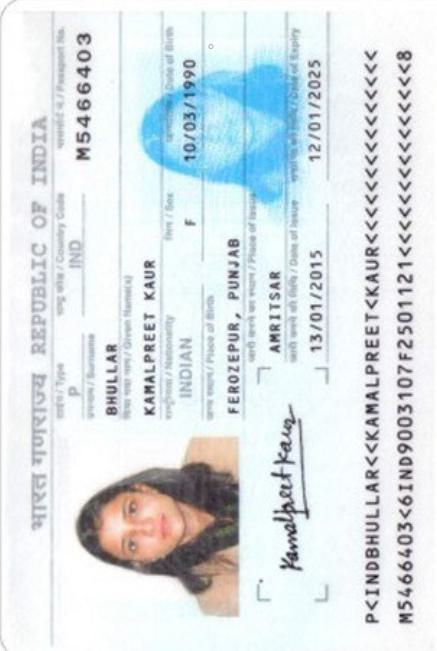 भारत गणराज्य REPUBLIC OF INDIA
टाईप / Type
P
राष्ट्र कोड / Country Code
IND
पासपोर्ट नं. / Passport No.
M5466403
उपनाम / Surname
BHULLAR
दिया गया नाम / Given Name(s)
KAMALPREET KAUR
राष्ट्रीयता / Nationality
INDIAN
लिंग / Sex
F
जन्मतिथि / Date of Birth
10/03/1990
जन्म स्थान / Place of Birth
FEROZEPUR, PUNJAB
जारी करने का स्थान / Place of Issue
AMRITSAR
जारी करने की तिथि / Date of Issue
13/01/2015
समाप्ति की तिथि / Date of Expiry
12/01/2025
Kamalpreet Kaur
P<INDBHULLAR<<KAMALPREET<KAUR<<<<<<<<<<<<<<<
M5466403<6IND9003107F2501121<<<<<<<<<<<<<<<8